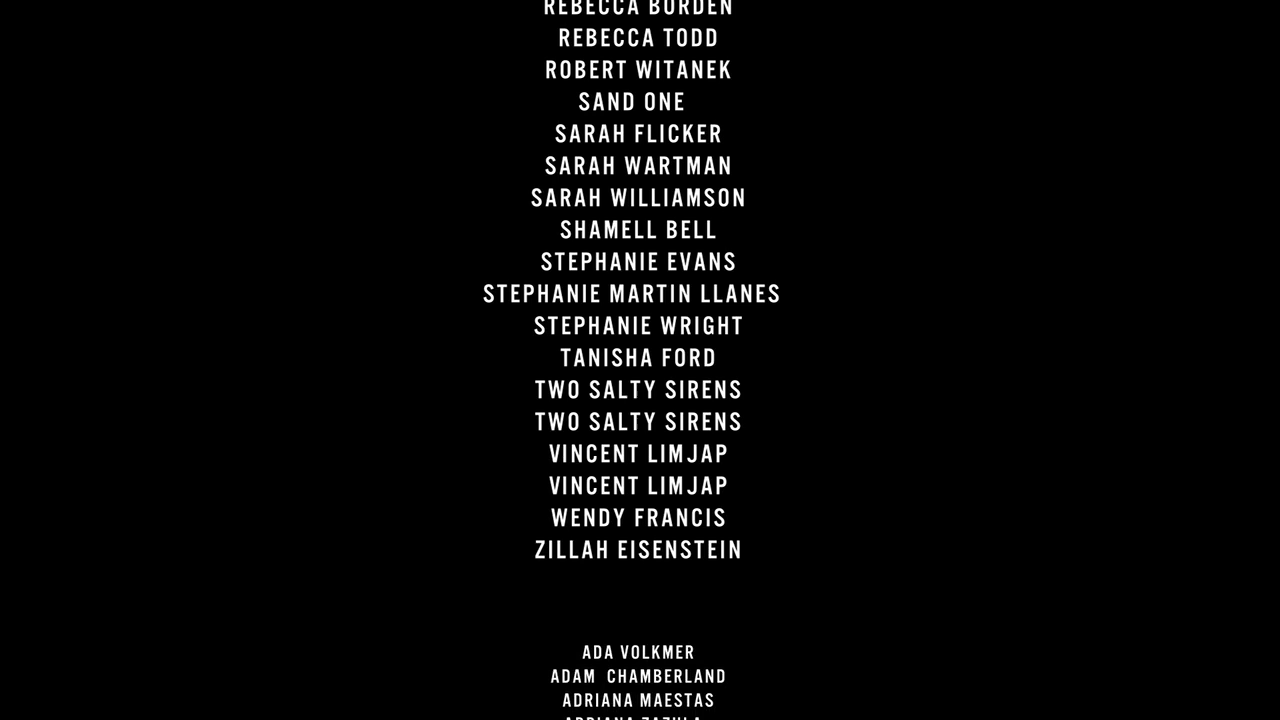 REBECCA BORDEN
REBECCA TODD
ROBERT WITANEK
SAND ONE
SARAH FLICKER
SARAH WARTMAN
SARAH WILLIAMSON
SHAMELL BELL
STEPHANIE EVANS
STEPHANIE MARTIN LLANES
STEPHANIE WRIGHT
TANISHA FORD
TWO SALTY SIRENS
TWO SALTY SIRENS
VINCENT LIMJAP
VINCENT LIMJAP
WENDY FRANCIS
ZILLAH EISENSTEIN
ADA VOLKMER
ADAM CHAMBERLAND
ADRIANA MAESTAS
ADRIANA ZAZULA